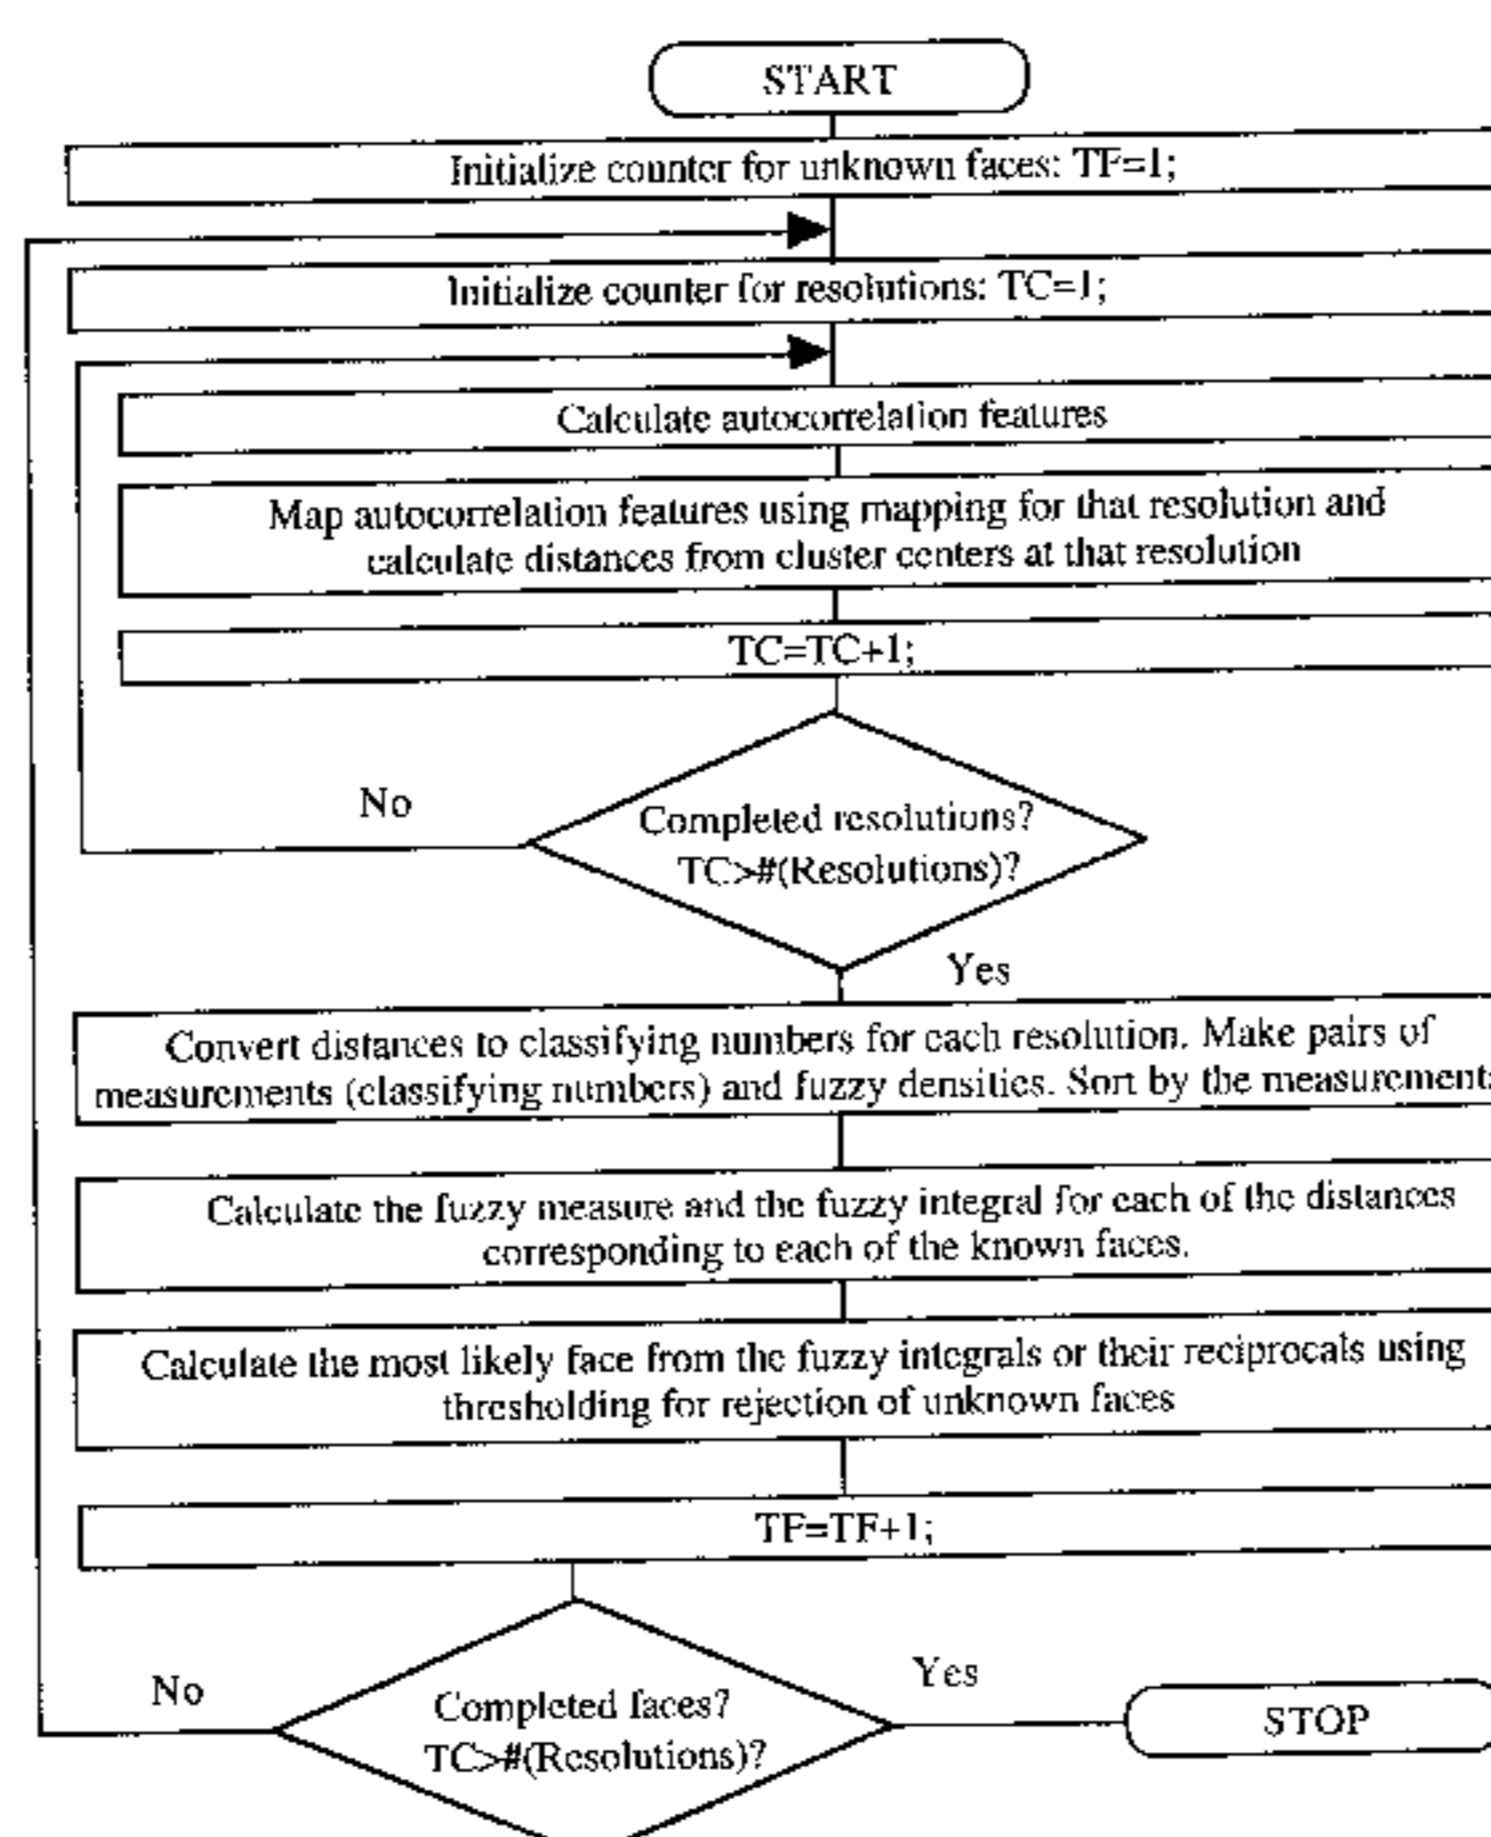 START
Initialize counter for unknown faces: TF=1;
Initialize counter for resolutions: TC=1;
Calculate autocorrelation features
Map autocorrelation features using mapping for that resolution and
calculate distances from cluster centers at that resolution
TC=TC+1;
No
Completed resolutions?
TC>#(Resolutions)?
Yes
Convert distances to classifying numbers for each resolution. Make pairs of
measurements (classifying numbers) and fuzzy densities. Sort by the measurements
Calculate the fuzzy measure and the fuzzy integral for each of the distances
corresponding to each of the known faces.
Calculate the most likely face from the fuzzy integrals or their reciprocals using
thresholding for rejection of unknown faces
TF=TF+1;
No
Yes
Completed faces?
TC>#(Resolutions)?
STOP